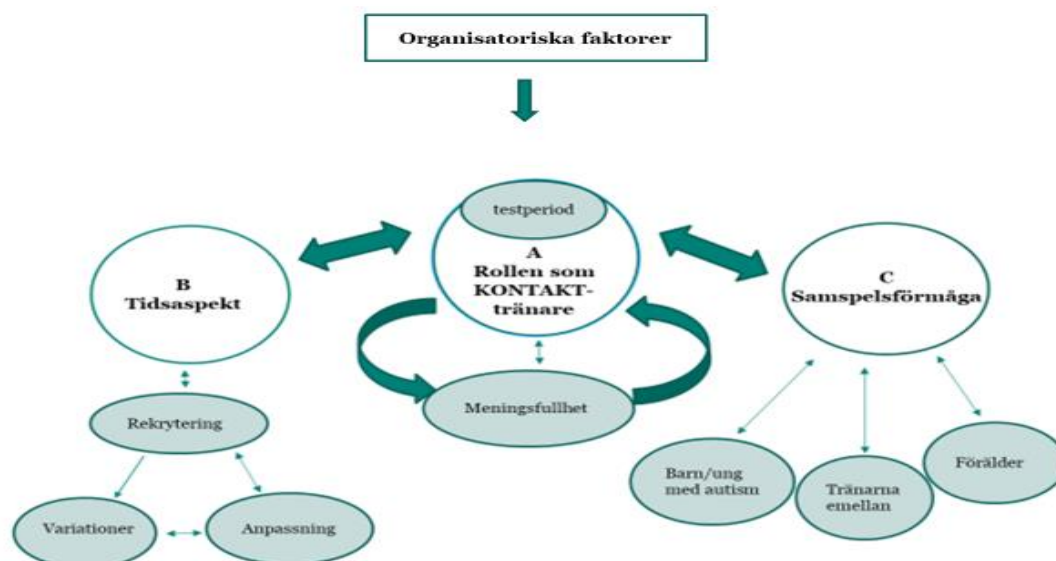 Organisatoriska faktorer
testperiod
A
Rollen som
KONTAKT-
tränare
B
Tidsaspekt
C
Samspelsförmåga
Rekrytering
Meningsfullhet
Variationer
Anpassning
Barn/ung
med autism
Tränarna
emellan
Förälder